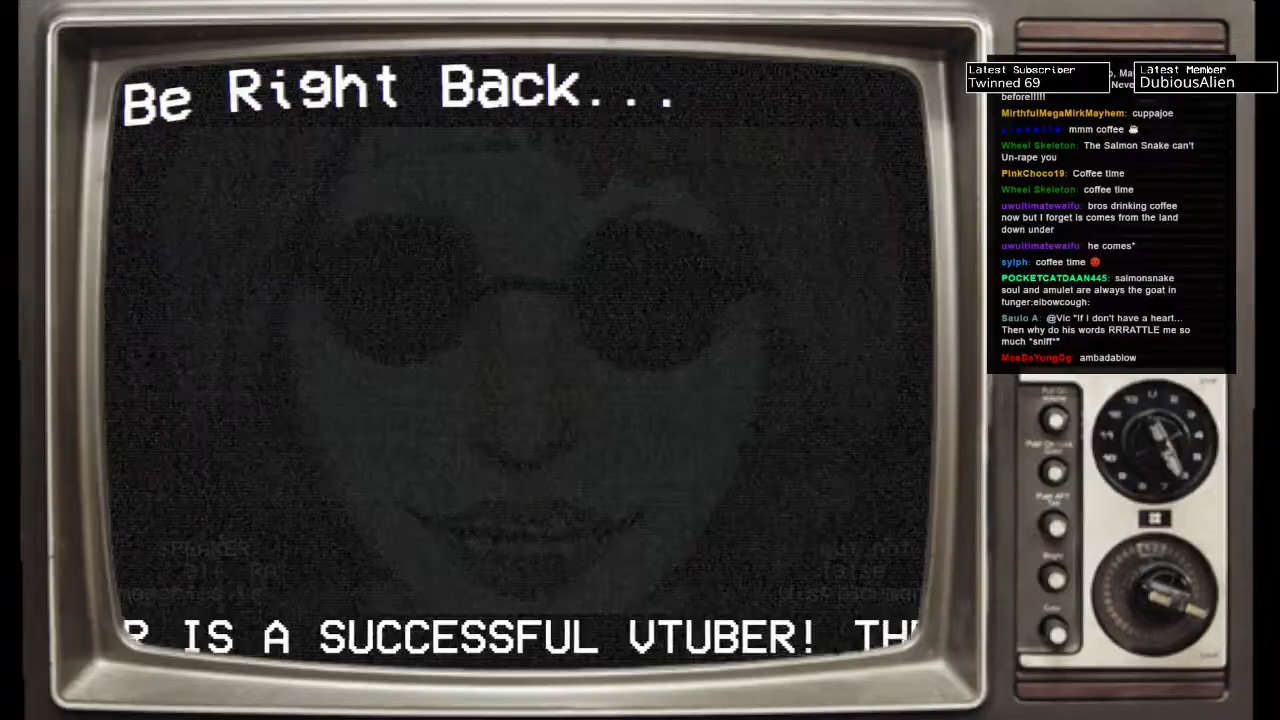 Be Right Back...
IS A SUCCESSFUL VTUBER!
Latest Subscriber
Twinned 69
Latest Member
DubiousAlien
before!!!!!
MirthfulMegaMirkMayhem: cuppajoe
mmm coffee ☕
Wheel Skeleton: The Salmon Snake can't
Un-rape you
PinkChoco19: Coffee time
Wheel Skeleton: coffee time
uwultimatewaifu: bros drinking coffee
now but I forget is comes from the land
down under
uwultimatewaifu: he comes*
sylph: coffee time 😡
POCKETCATDAAN445: salmonsnake
soul and amulet are always the goat in
funger:elbowcough:
Saulo A: @Vic "If I don't have a heart...
Then why do his words RRRATTLE me so
much *sniff*"
MosDeYungOg: ambadablow